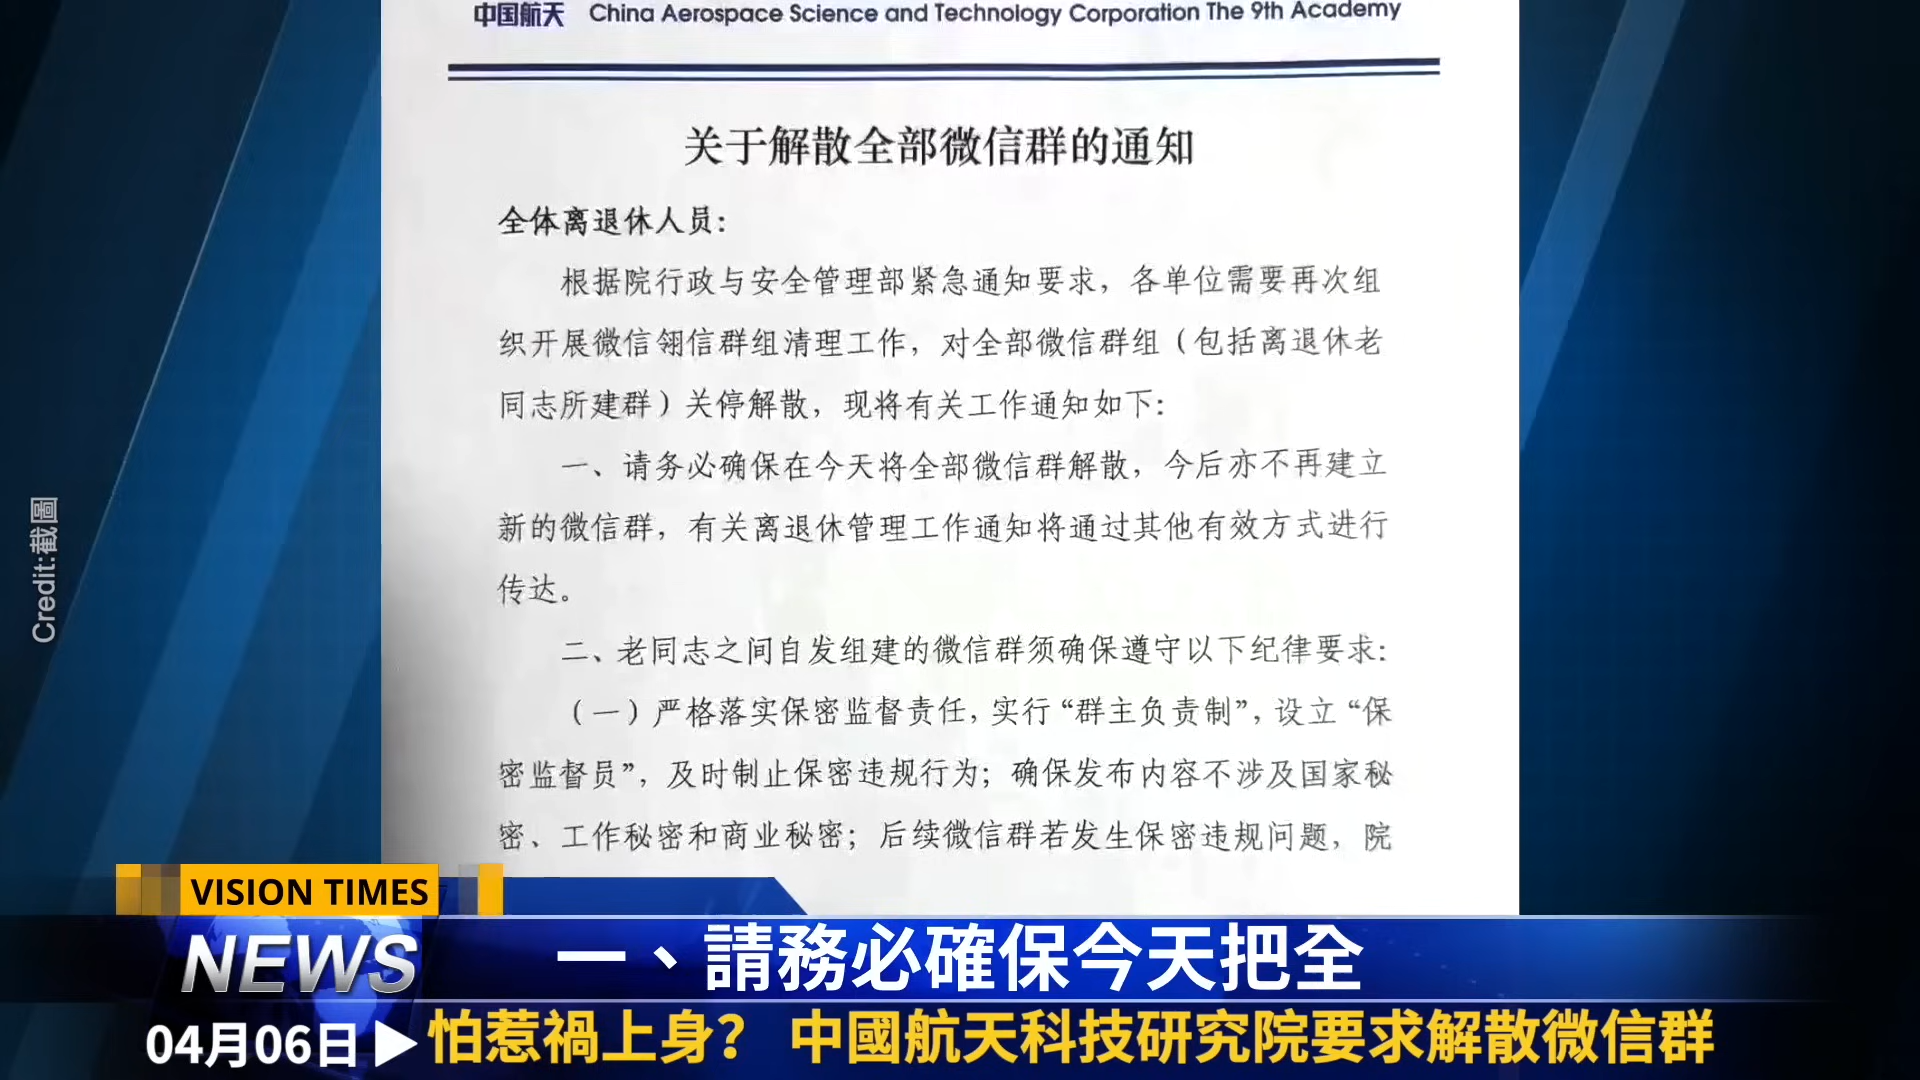 中国航天 China Aerospace Science and Technology Corporation The 9th Academy
关于解散全部微信群的通知
全体离退休人员：
根据院行政与安全管理部紧急通知要求，各单位需要再次组
织开展微信翎信群组清理工作，对全部微信群组（包括离退休老
同志所建群）关停解散，现将有关工作通知如下：
一、请务必确保在今天将全部微信群解散，今后亦不再建立
新的微信群，有关离退休管理工作通知将通过其他有效方式进行
传达。
二、老同志之间自发组建的微信群须确保遵守以下纪律要求：
（一）严格落实保密监督责任，实行“群主负责制”，设立“保
密监督员”，及时制止保密违规行为；确保发布内容不涉及国家秘
密、工作秘密和商业秘密；后续微信群若发生保密违规问题，院
Credit:截圖
VISION TIMES
NEWS
一、請務必確保今天把全
04月06日▶怕惹禍上身？ 中國航天科技研究院要求解散微信群